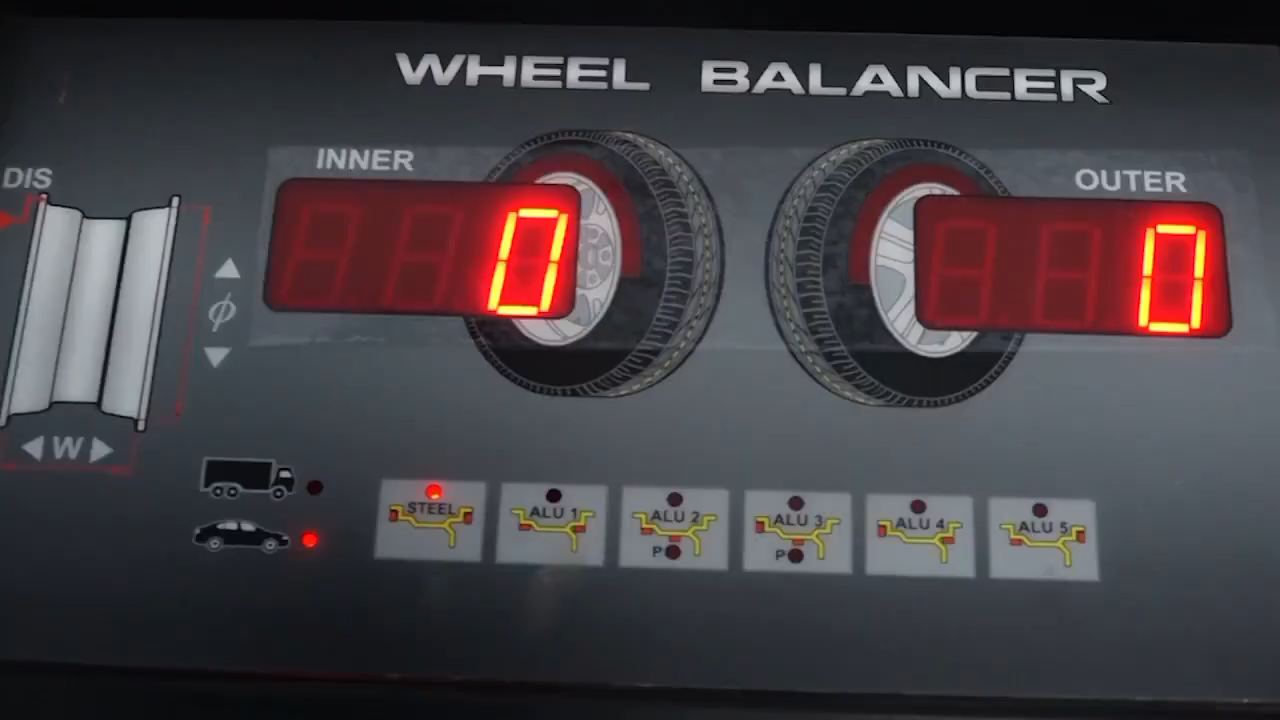 WHEEL BALANCER
INNER
OUTER
DIS
0
0
ϕ
W
STEEL
ALU 1
ALU 2
ALU 3
ALU 4
ALU 5
P
P